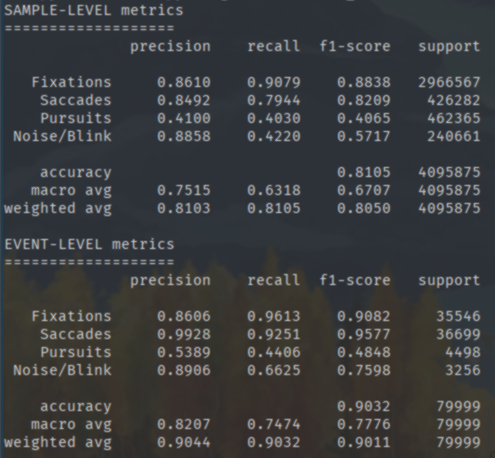 SAMPLE-LEVEL metrics
====================
precision recall f1-score support
Fixations 0.8610 0.9079 0.8838 2966567
Saccades 0.8492 0.7944 0.8209 426282
Pursuits 0.4100 0.4030 0.4065 462365
Noise/Blink 0.8858 0.4220 0.5717 240661
accuracy 0.8105 4095875
macro avg 0.7515 0.6318 0.6707 4095875
weighted avg 0.8103 0.8105 0.8050 4095875
EVENT-LEVEL metrics
====================
precision recall f1-score support
Fixations 0.8606 0.9613 0.9082 35546
Saccades 0.9928 0.9251 0.9577 36699
Pursuits 0.5389 0.4406 0.4848 4498
Noise/Blink 0.8906 0.6625 0.7598 3256
accuracy 0.9032 79999
macro avg 0.8207 0.7474 0.7776 79999
weighted avg 0.9044 0.9032 0.9011 79999